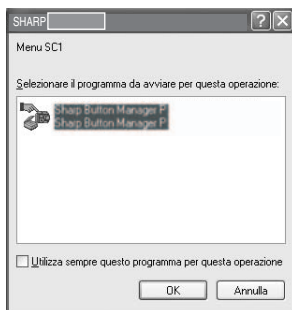 SHARP
Menu SC1
Selezionare il programma da avviare per questa operazione:
Sharp Button Manager P
Sharp Button Manager P
Utilizza sempre questo programma per questa operazione
OK
Annulla